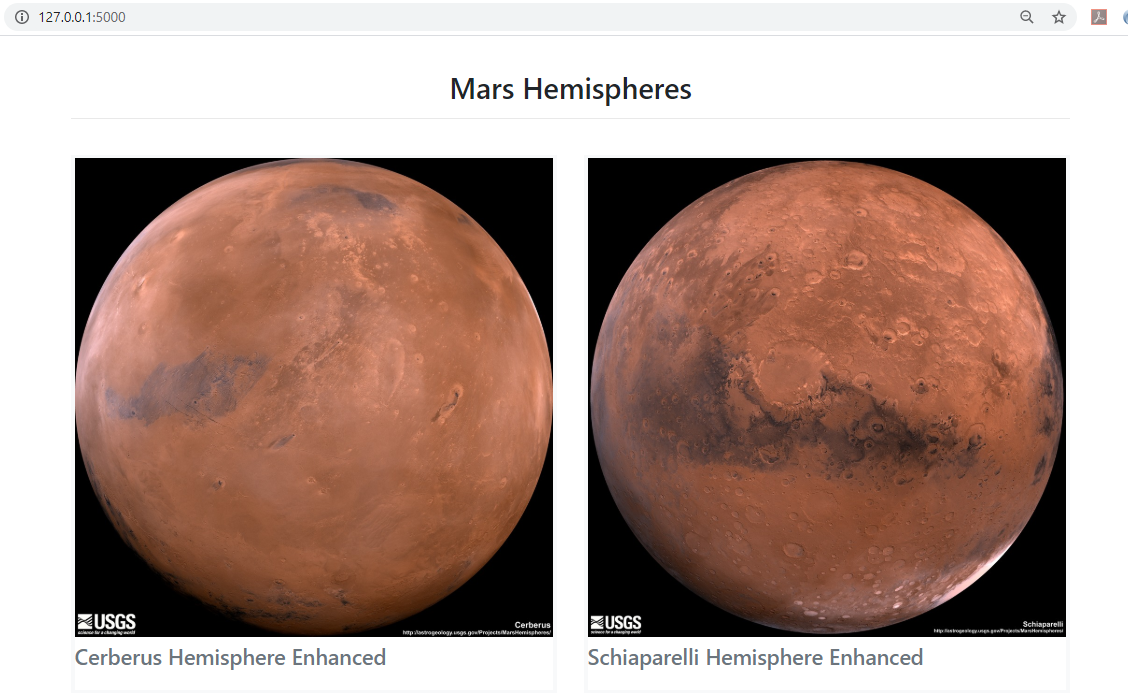 127.0.0.1:5000
Mars Hemispheres
USGS
science for a changing world
Cerberus
http://astrogeology.usgs.gov/Projects/MarsHemispheres/
USGS
science for a changing world
Schiaparelli
http://astrogeology.usgs.gov/Projects/MarsHemispheres/
Cerberus Hemisphere Enhanced
Schiaparelli Hemisphere Enhanced